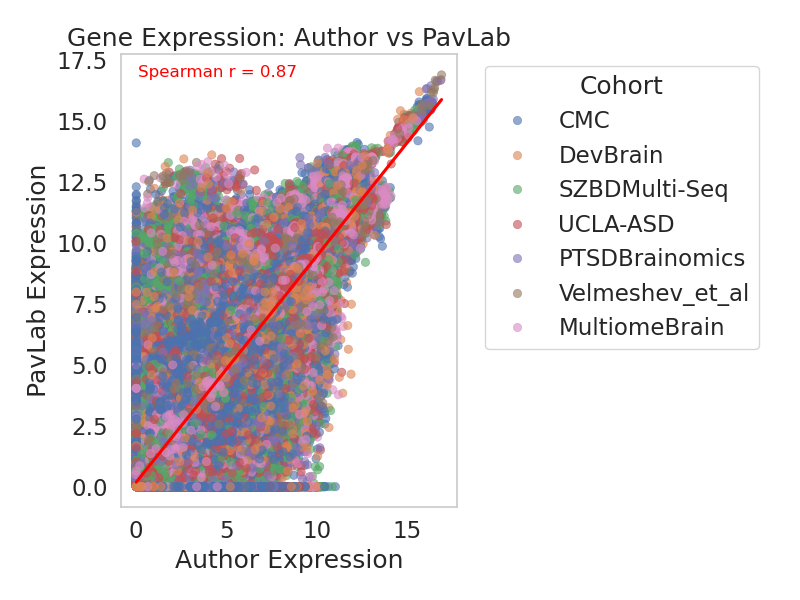 Gene Expression: Author vs PavLab
Spearman r = 0.87
17.5
15.0
12.5
10.0
7.5
5.0
2.5
0.0
PavLab Expression
0 5 10 15
Author Expression
Cohort
CMC
DevBrain
SZBDMulti-Seq
UCLA-ASD
PTSDBrainomics
Velmeshev_et_al
MultiomeBrain